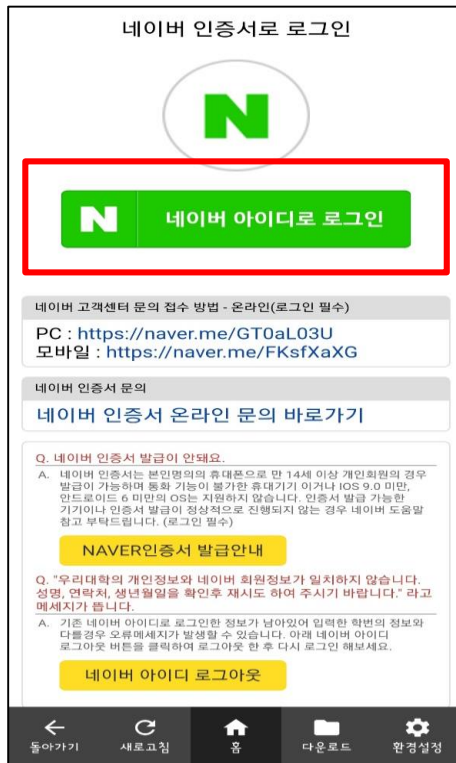 네이버 인증서로 로그인
N
N 네이버 아이디로 로그인
네이버 고객센터 문의 접수 방법 - 온라인(로그인 필수)
PC : https://naver.me/GT0aL03U
모바일 : https://naver.me/FKsfXaXG
네이버 인증서 문의
네이버 인증서 온라인 문의 바로가기
Q. 네이버 인증서 발급이 안돼요.
A. 네이버 인증서는 본인명의의 휴대폰으로 만 14세 이상 개인회원의 경우
발급이 가능하며 통화 기능이 불가한 휴대기기 이거나 IOS 9.0 미만,
안드로이드 6 미만의 OS는 지원하지 않습니다. 인증서 발급 가능한
기기이나 인증서 발급이 정상적으로 진행되지 않는 경우 네이버 도움말
참고 부탁드립니다. (로그인 필수)
NAVER인증서 발급안내
Q. "우리대학의 개인정보와 네이버 회원정보가 일치하지 않습니다.
성명, 연락처, 생년월일을 확인후 재시도 하여 주시기 바랍니다." 라고
메세지가 뜹니다.
A. 기존 네이버 아이디로 로그인한 정보가 남아있어 입력한 학번의 정보와
다를경우 오류메세지가 발생할 수 있습니다. 아래 네이버 아이디
로그아웃 버튼을 클릭하여 로그아웃 한 후 다시 로그인 해보세요.
네이버 아이디 로그아웃
돌아가기 새로고침 홈 다운로드 환경설정